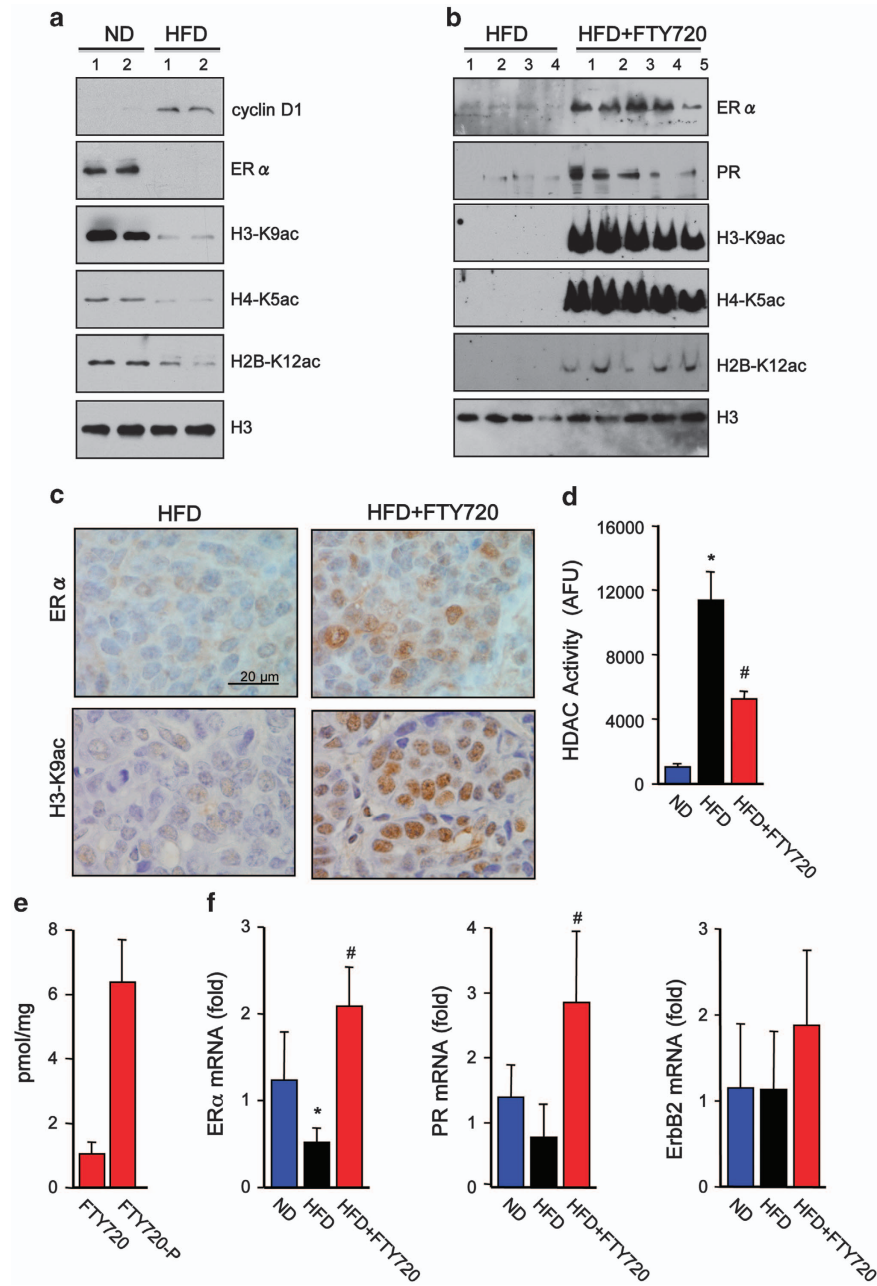 a
ND HFD
1 2 1 2
cyclin D1
ER α
H3-K9ac
H4-K5ac
H2B-K12ac
H3
b
HFD HFD+FTY720
1 2 3 4 1 2 3 4 5
ER α
PR
H3-K9ac
H4-K5ac
H2B-K12ac
H3
c
HFD HFD+FTY720
ER α
20 µm
H3-K9ac
d
HDAC Activity (AFU)
16000
12000
8000
4000
0
*
#
ND HFD HFD+FTY720
e
pmol/mg
8
6
4
2
0
FTY720 FTY720-P
f
ERα mRNA (fold)
3
2
1
0
*
#
ND HFD HFD+FTY720
PR mRNA (fold)
4
3
2
1
0
#
ND HFD HFD+FTY720
ErbB2 mRNA (fold)
3
2
1
0
ND HFD HFD+FTY720